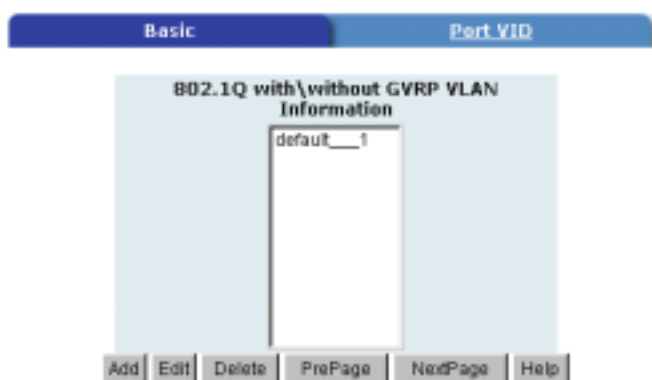 Basic Port VID
802.1Q with\without GVRP VLAN
Information
default___1
Add Edit Delete PrePage NextPage Help